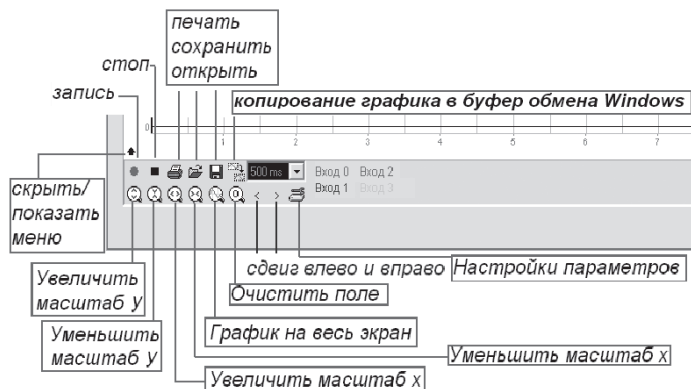 печать
сохранить
открыть
стоп
запись
копирование графика в буфер обмена Windows
0 1 2 3 4 5 6 7
500 ms Вход 0 Вход 2
Вход 1 Вход 3
скрыть/
показать
меню
сдвиг влево и вправо Настройки параметров
Увеличить
масштаб у
Очистить поле
Уменьшить
масштаб у
График на весь экран
Уменьшить масштаб х
Увеличить масштаб х